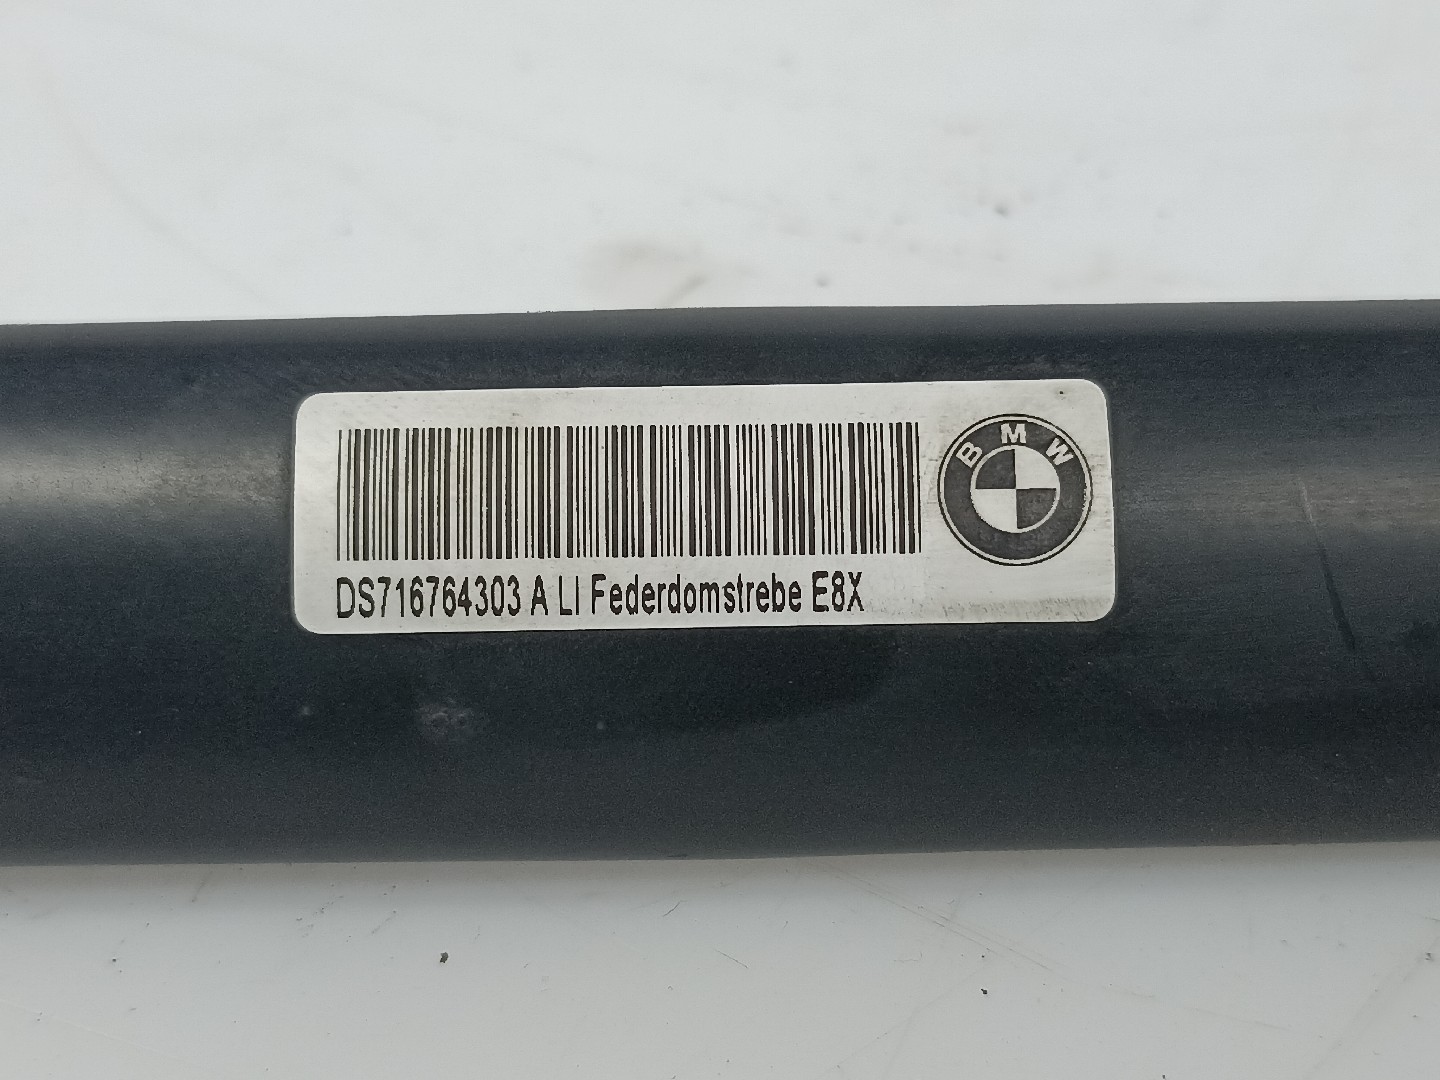 BMW
DS716764303 A LI Federdomstrebe E8X